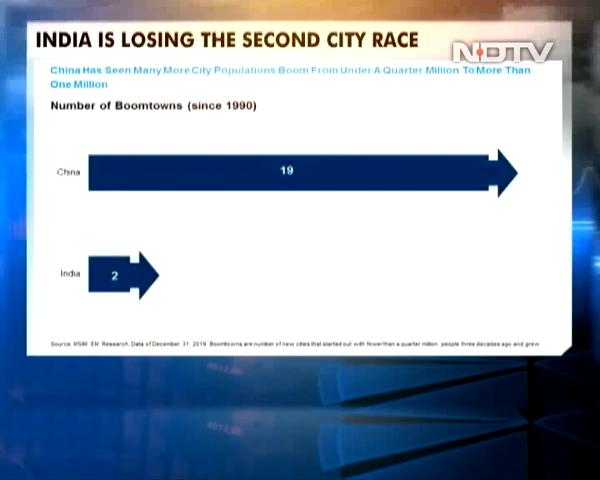 INDIA IS LOSING THE SECOND CITY RACE
NDTV
China Has Seen Many More City Populations Boom From Under A Quarter Million To More Than
One Million
Number of Boomtowns (since 1990)
China
19
India
2
Source: MSIM EM Research. Data of December 31 2019 Boomtowns are number of new cities that started out with fewer than a quarter million people three decades ago and grew